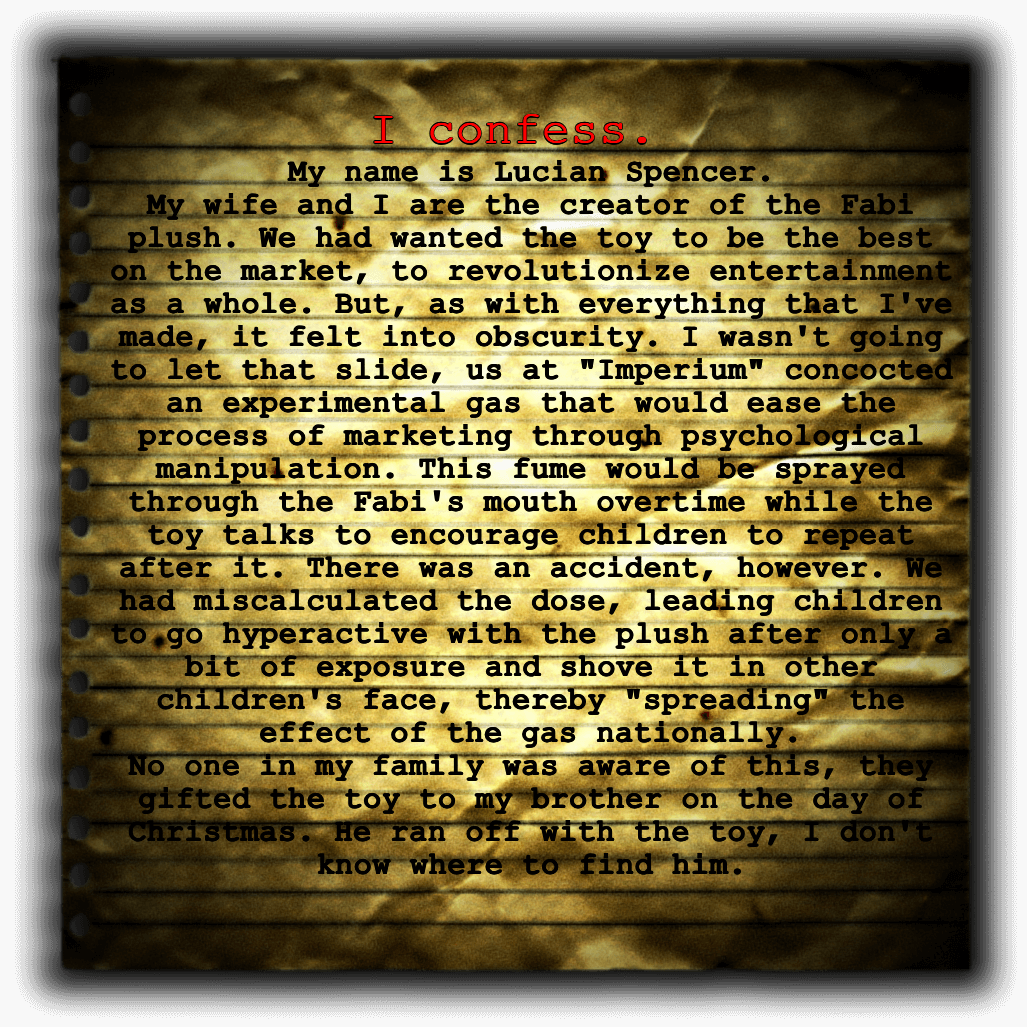 I confess.
My name is Lucian Spencer.
My wife and I are the creator of the Fabi
plush. We had wanted the toy to be the best
on the market, to revolutionize entertainment
as a whole. But, as with everything that I've
made, it felt into obscurity. I wasn't going
to let that slide, us at "Imperium" concocted
an experimental gas that would ease the
process of marketing through psychological
manipulation. This fume would be sprayed
through the Fabi's mouth overtime while the
toy talks to encourage children to repeat
after it. There was an accident, however. We
had miscalculated the dose, leading children
to go hyperactive with the plush after only a
bit of exposure and shove it in other
children's face, thereby "spreading" the
effect of the gas nationally.
No one in my family was aware of this, they
gifted the toy to my brother on the day of
Christmas. He ran off with the toy, I don't
know where to find him.